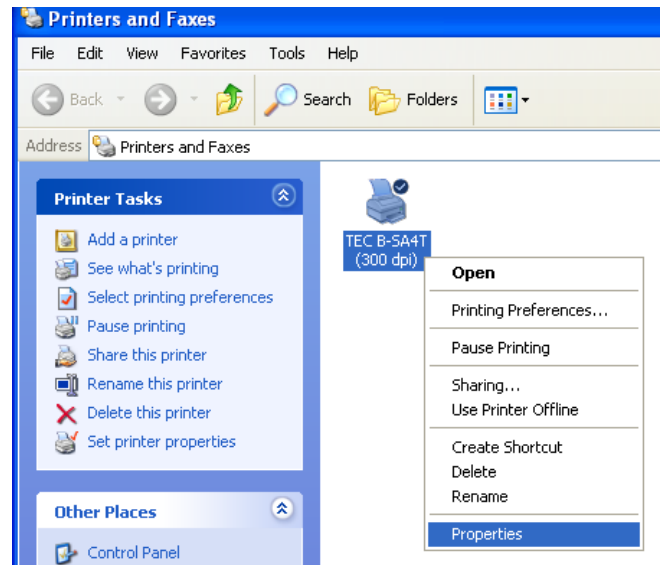 Printers and Faxes
File Edit View Favorites Tools Help
Back Search Folders
Address Printers and Faxes
Printer Tasks
Add a printer
See what's printing
Select printing preferences
Pause printing
Share this printer
Rename this printer
Delete this printer
Set printer properties
Other Places
Control Panel
TEC B-SA4T
(300 dpi)
Open
Printing Preferences...
Pause Printing
Sharing...
Use Printer Offline
Create Shortcut
Delete
Rename
Properties